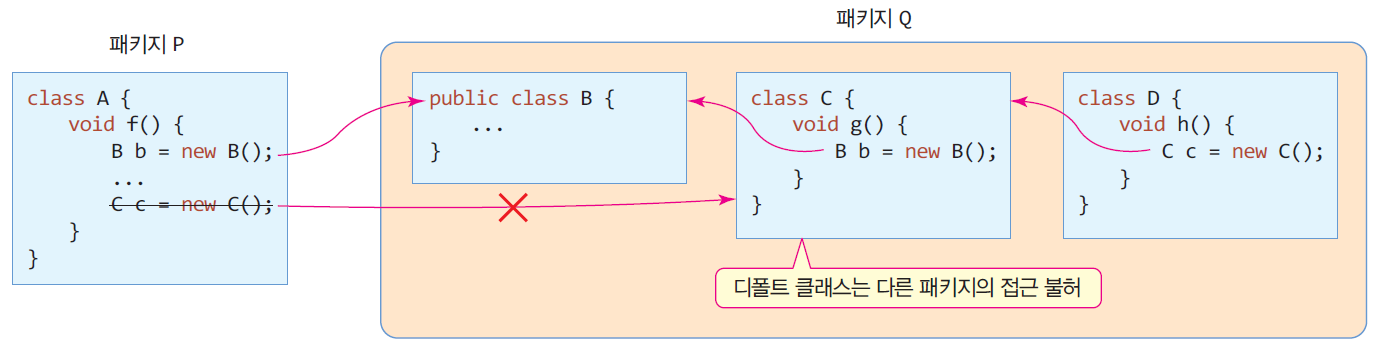 패키지 P
class A {
void f() {
B b = new B();
...
C c = new C();
}
}
패키지 Q
public class B {
...
}
class C {
void g() {
B b = new B();
}
}
class D {
void h() {
C c = new C();
}
}
디폴트 클래스는 다른 패키지의 접근 불허